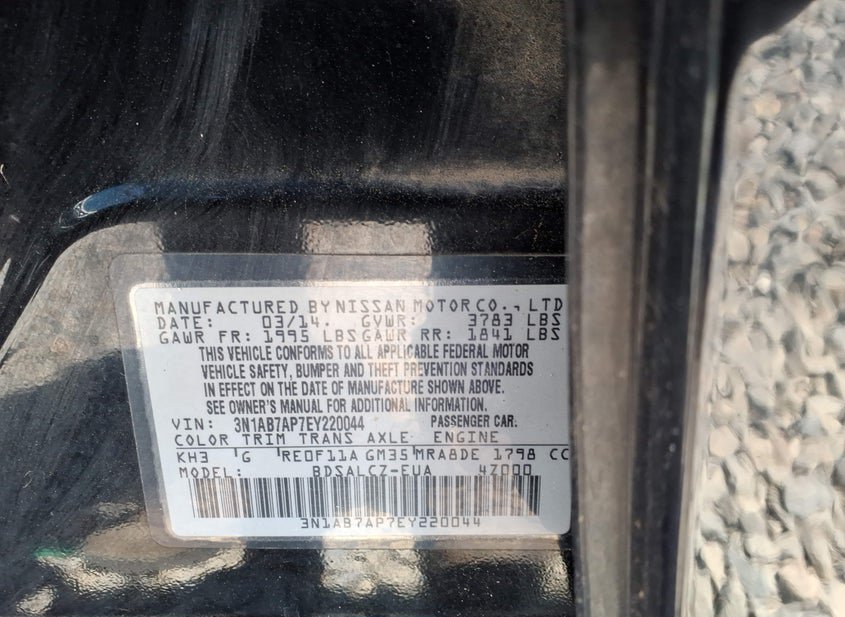 MANUFACTURED BY NISSAN MOTOR CO., LTD
DATE: 03/14. GVWR: 3783 LBS
GAWR FR: 1995 LBS GAWR RR: 1841 LBS
THIS VEHICLE CONFORMS TO ALL APPLICABLE FEDERAL MOTOR
VEHICLE SAFETY, BUMPER AND THEFT PREVENTION STANDARDS
IN EFFECT ON THE DATE OF MANUFACTURE SHOWN ABOVE.
SEE OWNER'S MANUAL FOR ADDITIONAL INFORMATION.
VIN: 3N1AB7AP7EY220044 PASSENGER CAR.
COLOR TRIM TRANS AXLE ENGINE
KH3 G RE0F11A GM35 MRA8DE 1798 CC
MODEL: BDSALCZ-EUA 4Z000
3N1AB7AP7EY220044